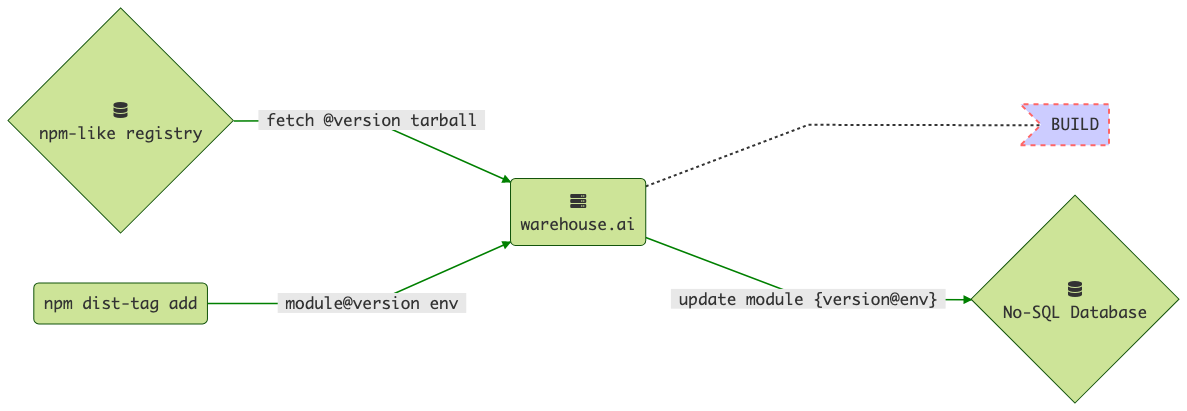 npm-like registry
fetch @version tarball
BUILD
warehouse.ai
npm dist-tag add
module@version env
update module {version@env}
No-SQL Database